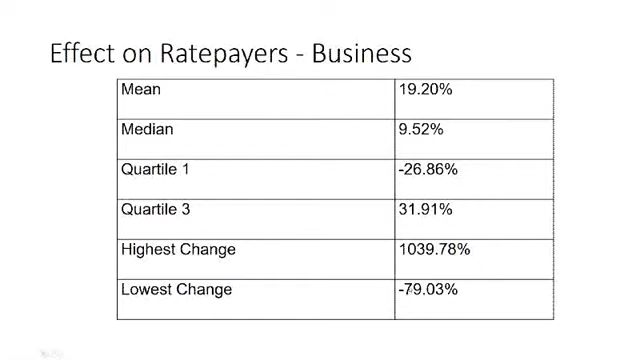 Effect on Ratepayers - Business
Mean 19.20%
Median 9.52%
Quartile 1 -26.86%
Quartile 3 31.91%
Highest Change 1039.78%
Lowest Change -79.03%